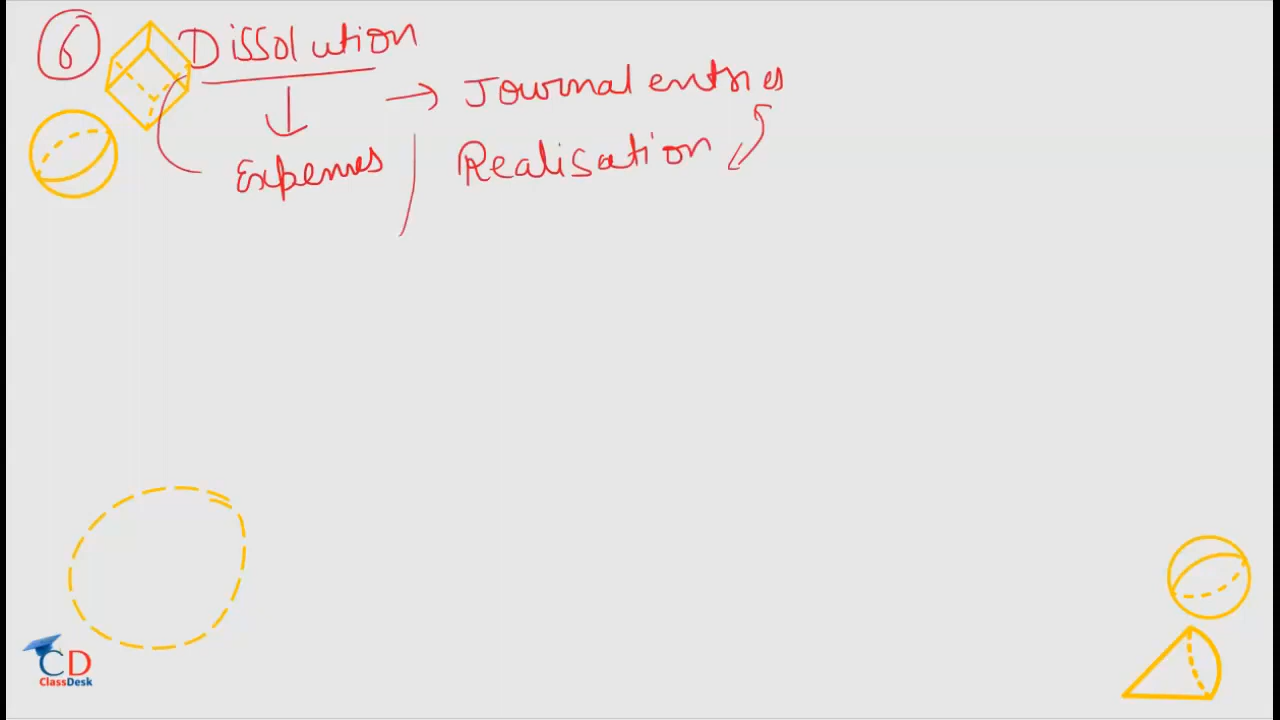 6 Dissolution
→ Journal entries
Expenses
Realisation
CD
ClassDesk